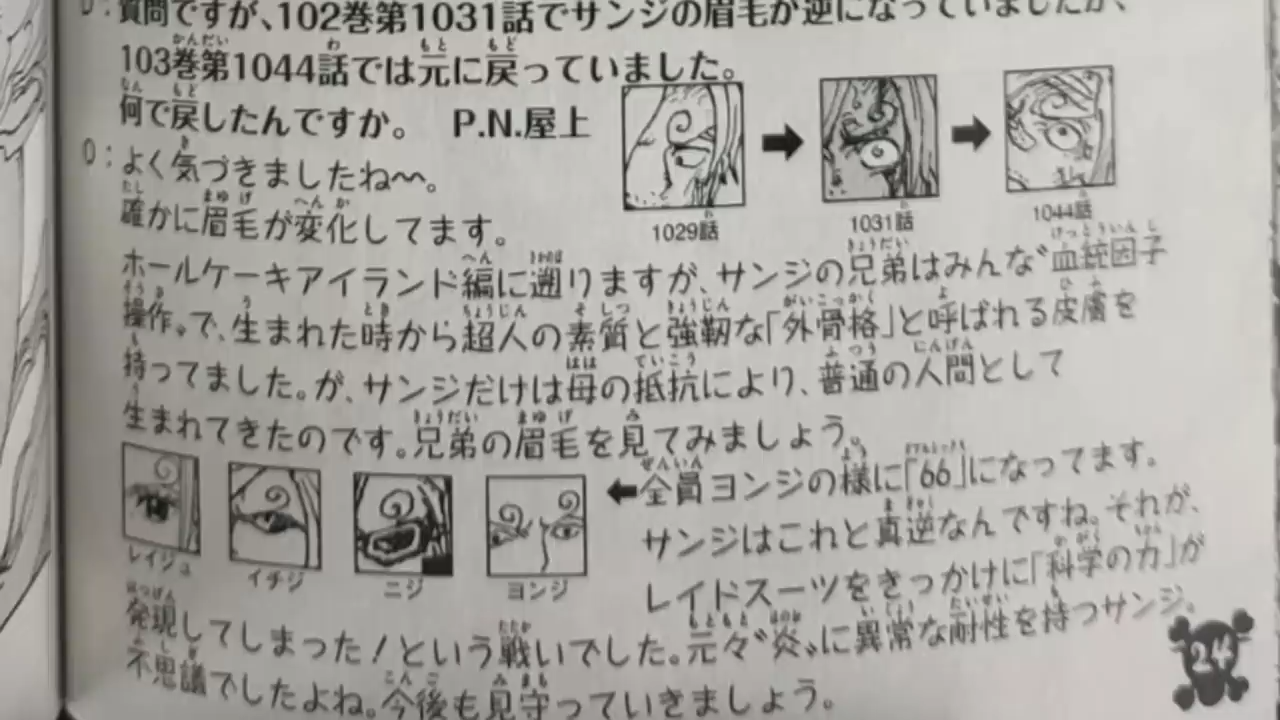 D:質問ですが、102巻第1031話でサンジの眉毛が逆になっていましたが、
103巻第1044話では元に戻っていました。
何で戻したんですか。 P.N.屋上
O:よく気づきましたね〜。
確かに眉毛が変化してます。
1029話 1031話 1044話
ホールケーキアイランド編に遡りますが、サンジの兄弟はみんな〝血統因子
操作〟で、生まれた時から超人の素質と強靭な「外骨格」と呼ばれる皮膚を
持ってました。が、サンジだけは母の抵抗により、普通の人間として
生まれてきたのです。兄弟の眉毛を見てみましょう。
レイジュ イチジ ニジ ヨンジ
←全員ヨンジの様に「66」になってます。
サンジはこれと真逆なんですね。それが、
レイドスーツをきっかけに「科学の力」が
発現してしまった!という戦いでした。元々〝炎〟に異常な耐性を持つサンジ。
不思議でしたよね。今後も見守っていきましょう。
24